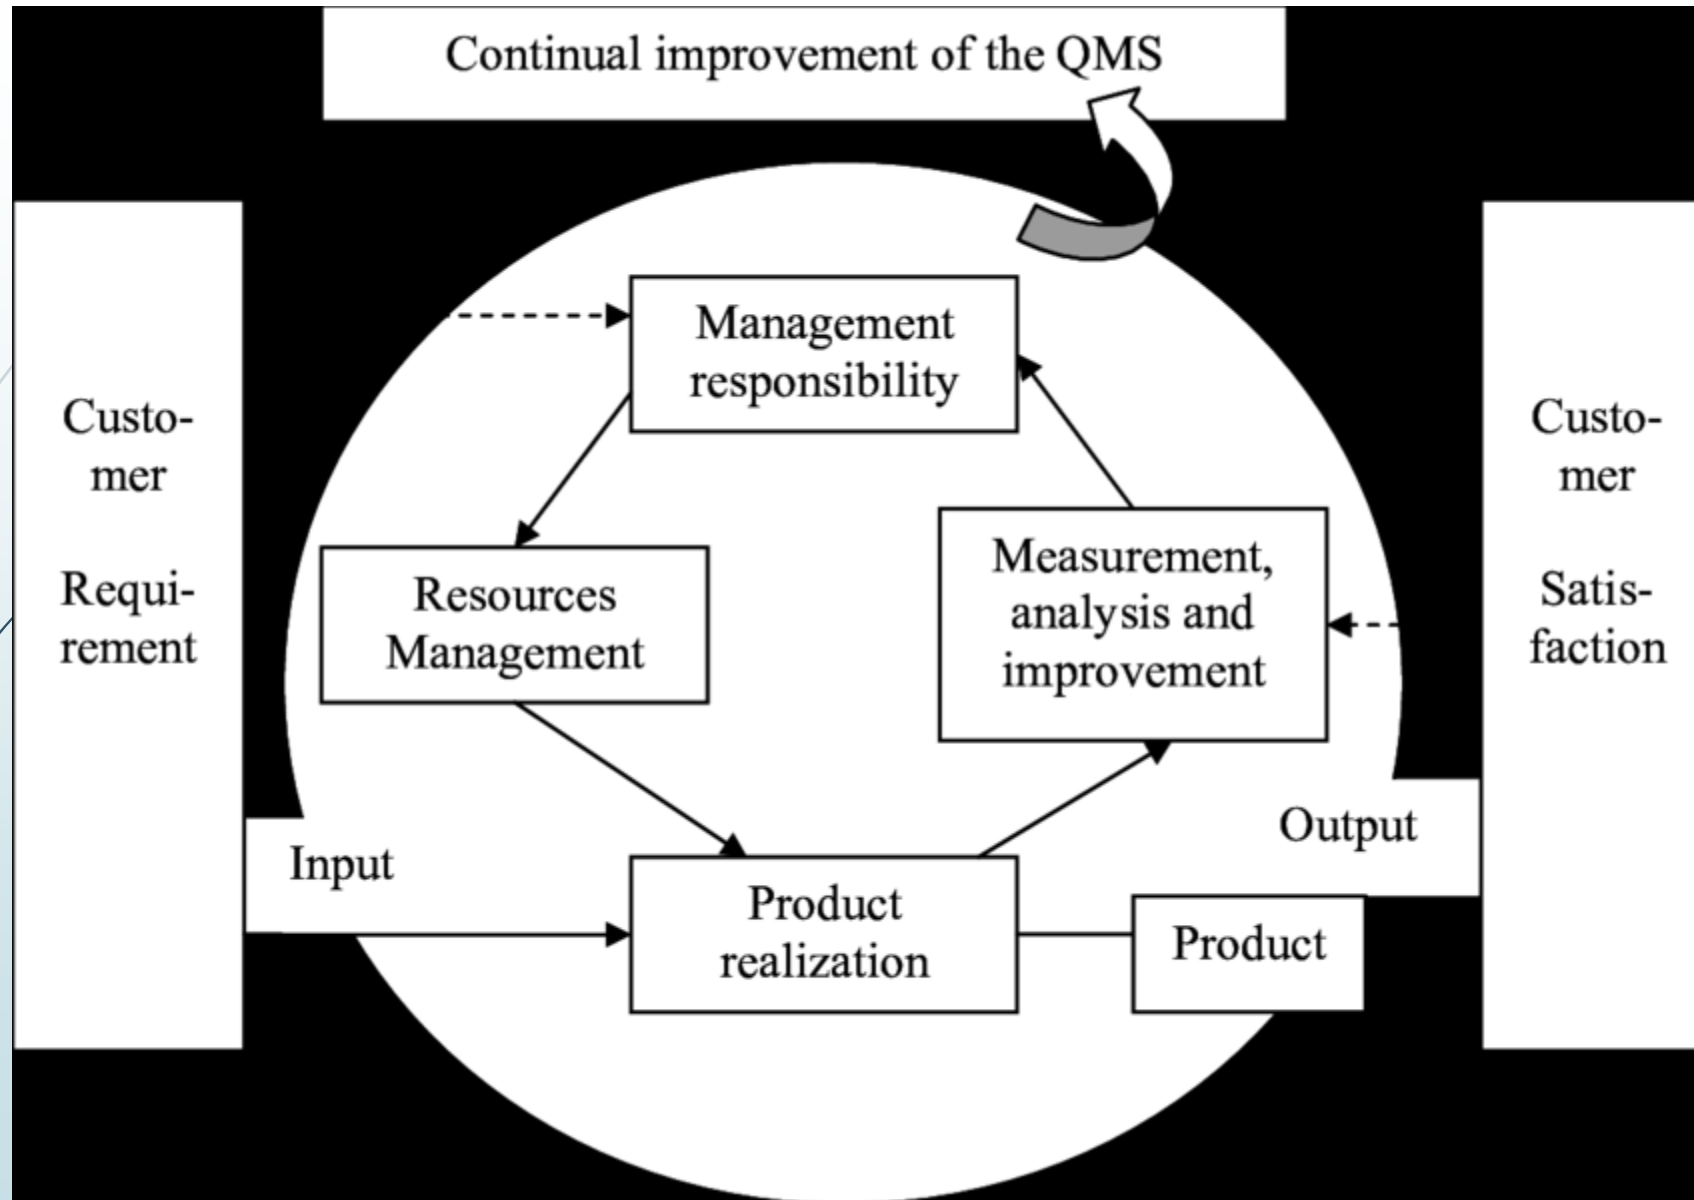 Continual improvement of the QMS
Custo-
mer
Requi-
rement
Management
responsibility
Resources
Management
Measurement,
analysis and
improvement
Input
Product
realization
Output
Product
Custo-
mer
Satis-
faction